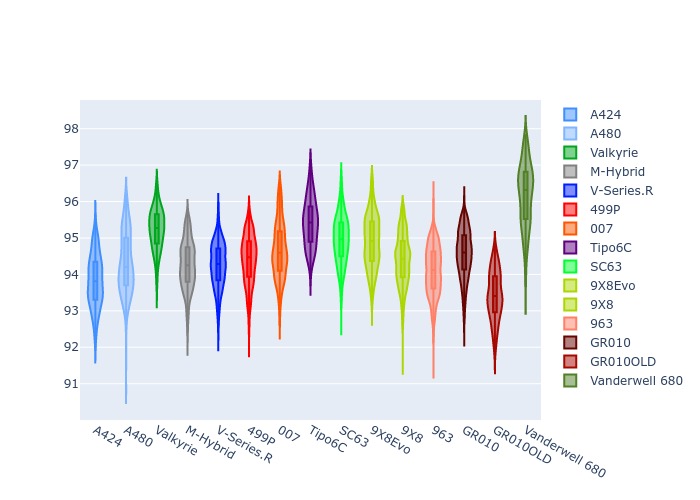 98
97
96
95
94
93
92
91
A424
A480
Valkyrie
M-Hybrid
V-Series.R
499P
007
Tipo6C
SC63
9X8Evo
9X8
963
GR010
GR010OLD
Vanderwell 680
A424
A480
Valkyrie
M-Hybrid
V-Series.R
499P
007
Tipo6C
SC63
9X8Evo
9X8
963
GR010
GR010OLD
Vanderwell 680